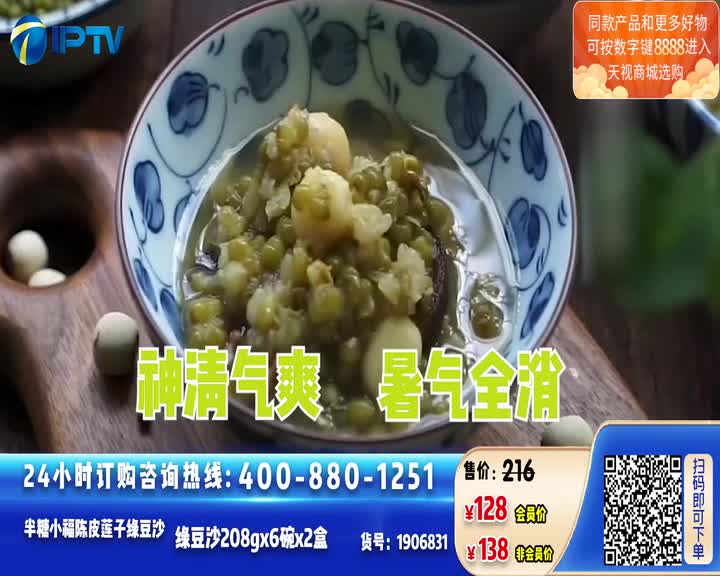 IPTV
同款产品和更多好物
可按数字键8888进入
天视商城选购
神清气爽 暑气全消
24小时订购咨询热线:400-880-1251
半糖小福陈皮莲子绿豆沙
绿豆沙208gx6碗x2盒
货号: 1906831
售价: 216
¥128 会员价
¥138 非会员价
扫码即可下单